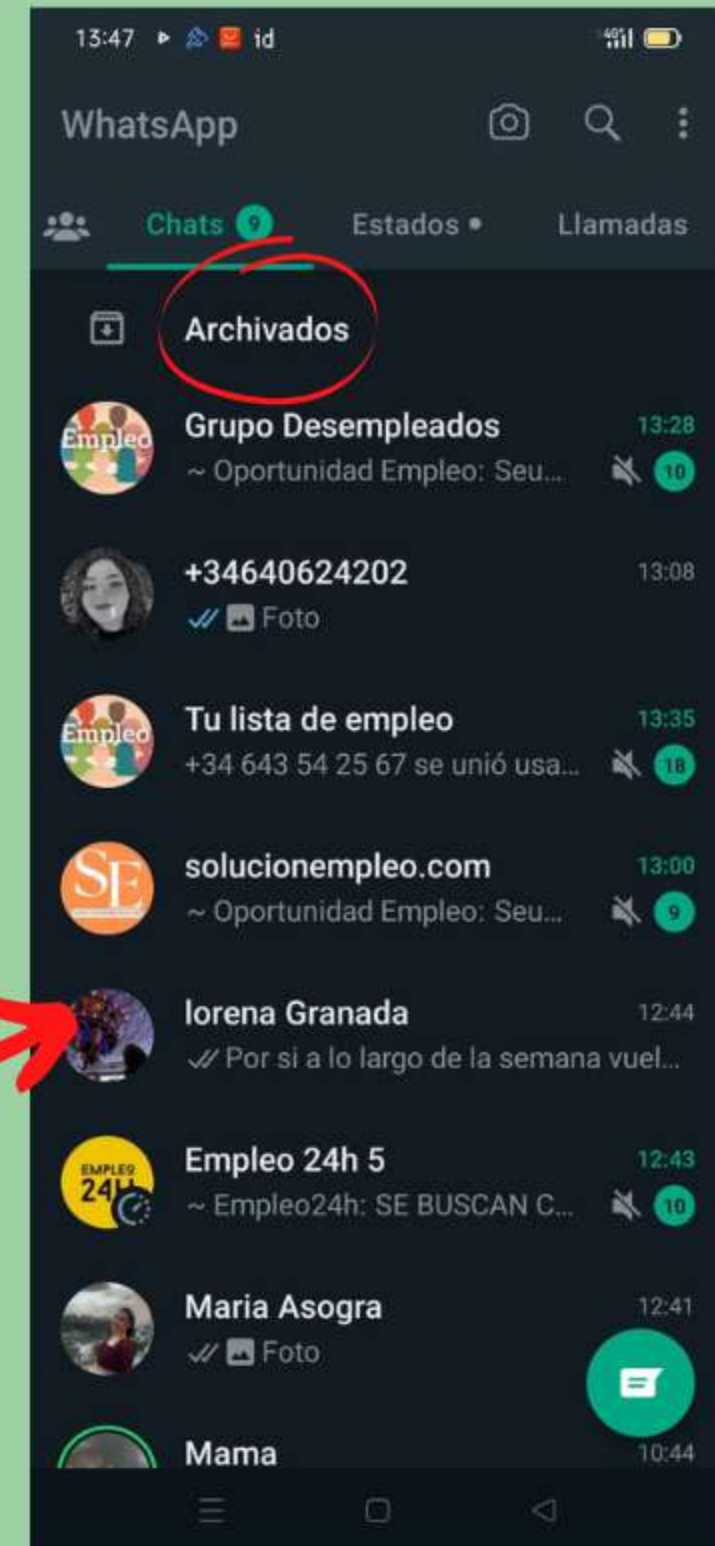 13:47 id 4G
WhatsApp
Chats 9 Estados Llamadas
Archivados
Empleo
Grupo Desempleados 13:28
~ Oportunidad Empleo: Seu... 10
+34640624202 13:08
Foto
Empleo
Tu lista de empleo 13:35
+34 643 54 25 67 se unió usa... 18
SE
solucionempleo.com 13:00
~ Oportunidad Empleo: Seu... 9
lorena Granada 12:44
Por si a lo largo de la semana vuel...
EMPLEO
24H
Empleo 24h 5 12:43
~ Empleo24h: SE BUSCAN C... 10
Maria Asogra 12:41
Foto
Mama 10:44